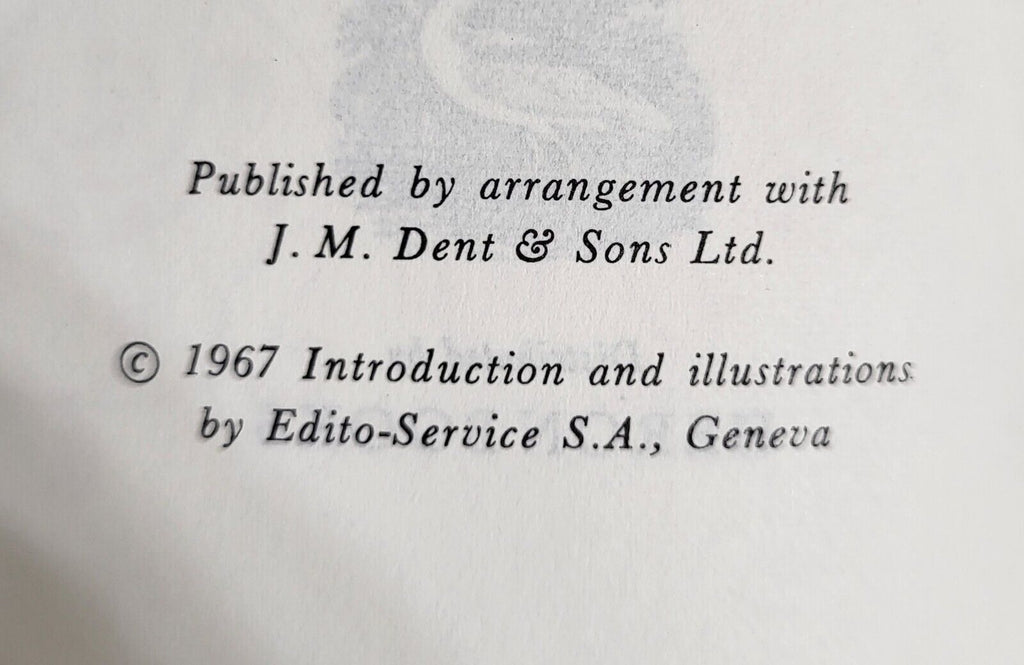 Published by arrangement with
J. M. Dent & Sons Ltd.
© 1967 Introduction and illustrations
by Edito-Service S.A., Geneva